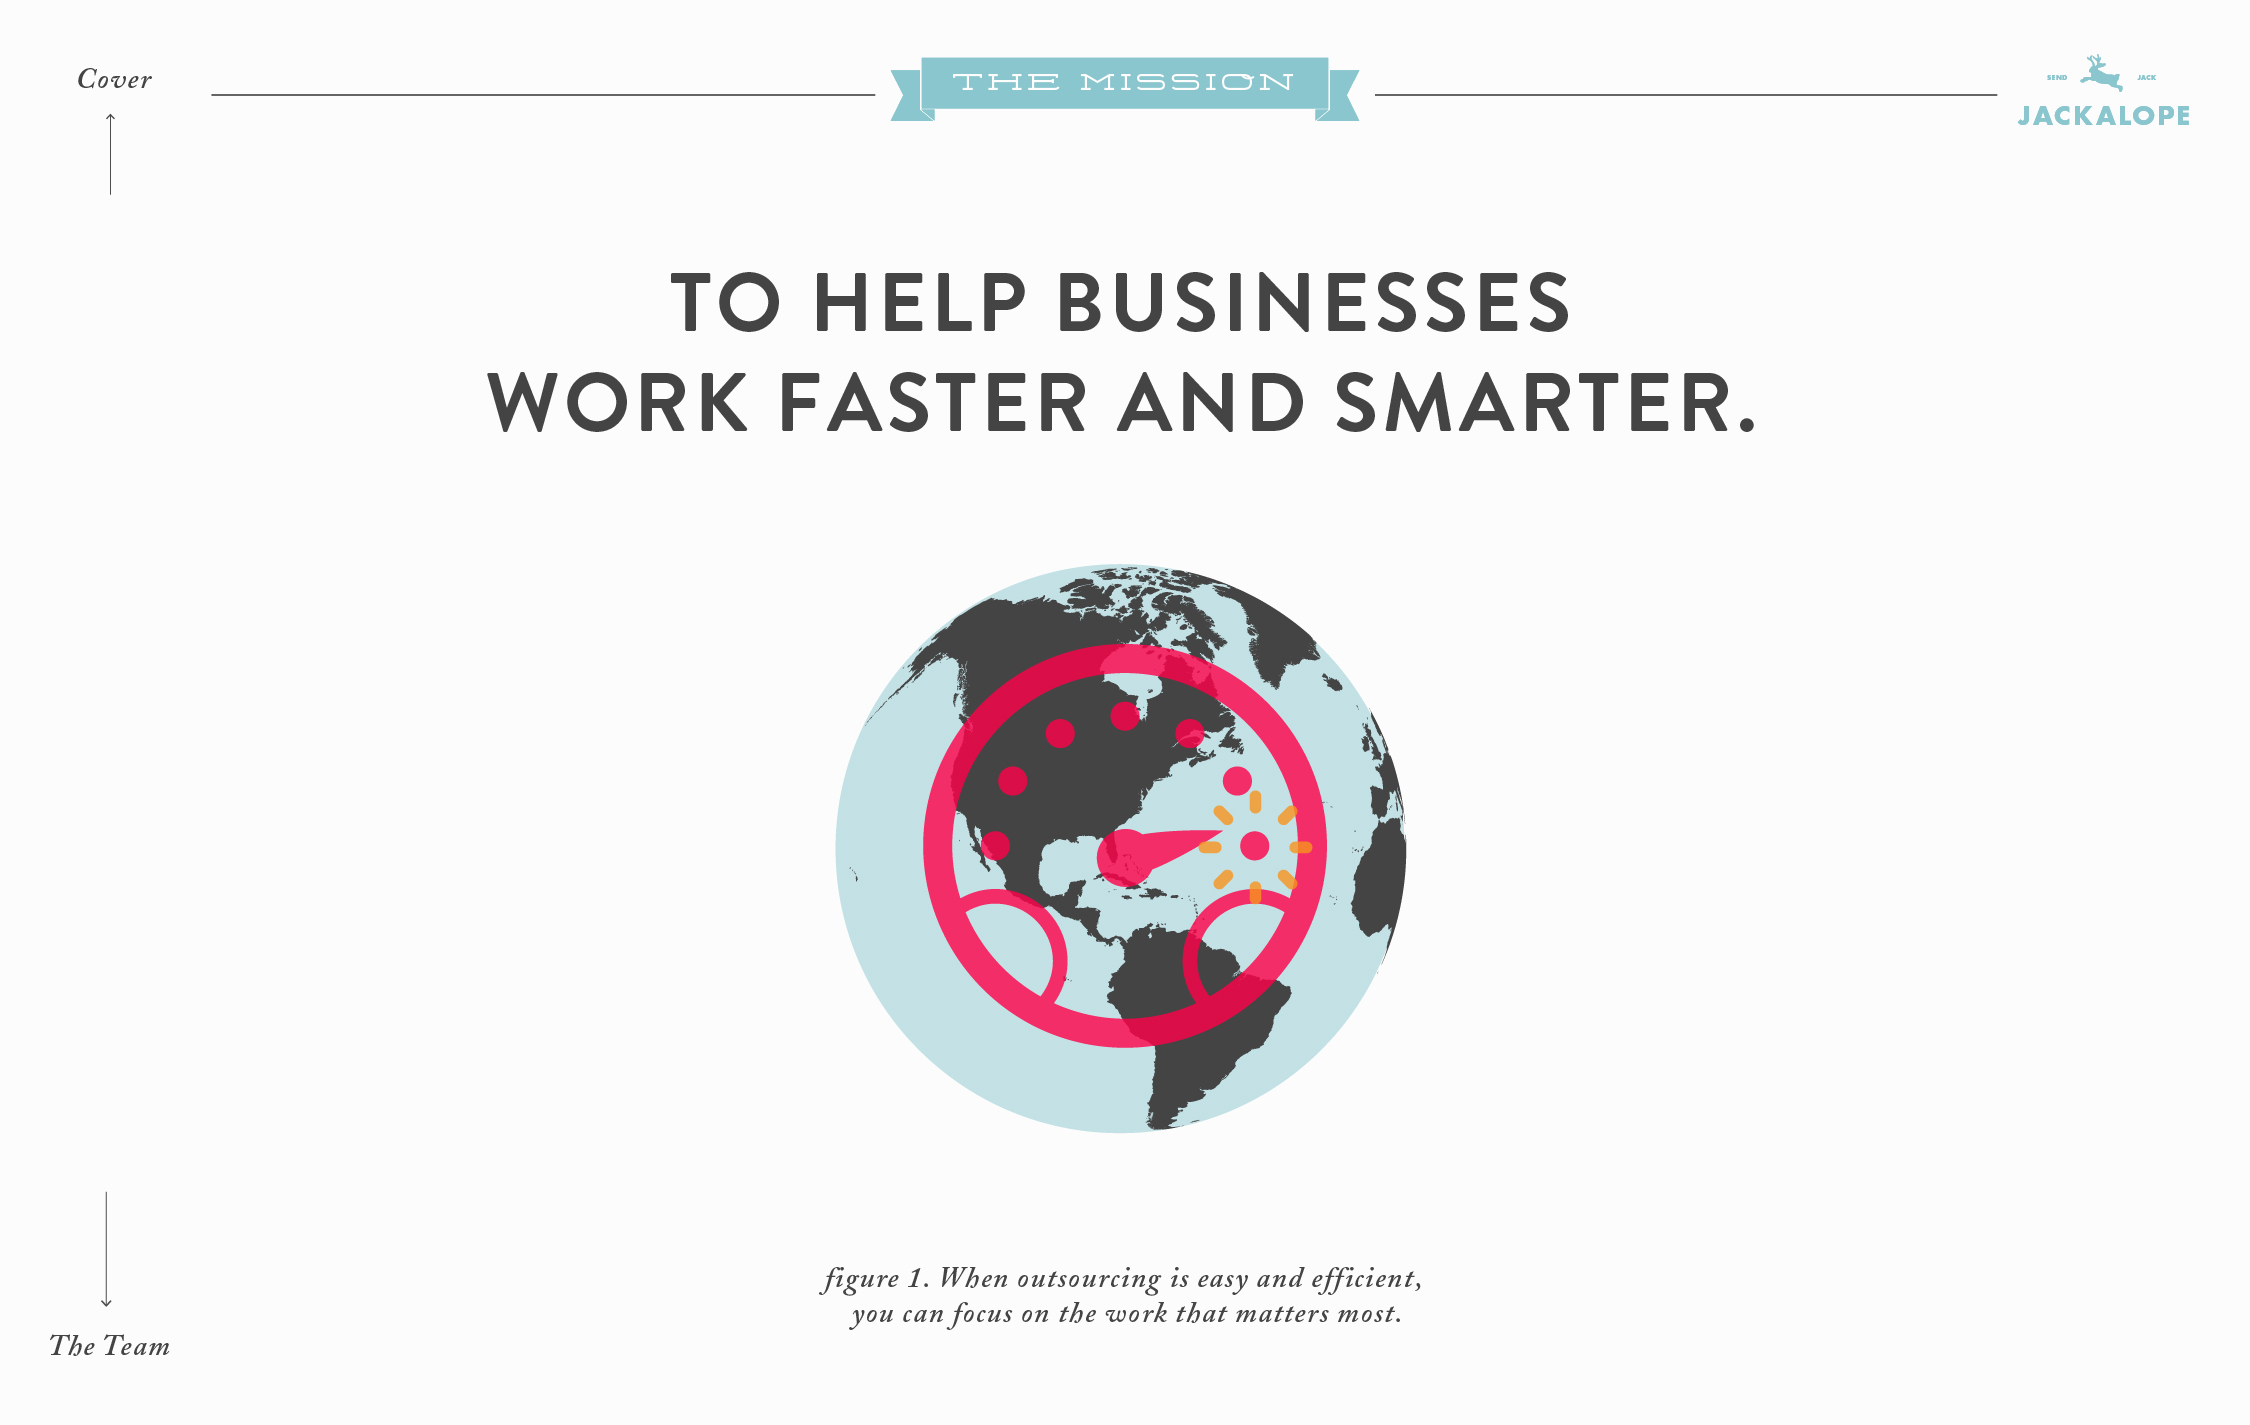 Cover
THE MISSION
SEND JACK
JACKALOPE
TO HELP BUSINESSES
WORK FASTER AND SMARTER.
figure 1. When outsourcing is easy and efficient,
you can focus on the work that matters most.
The Team